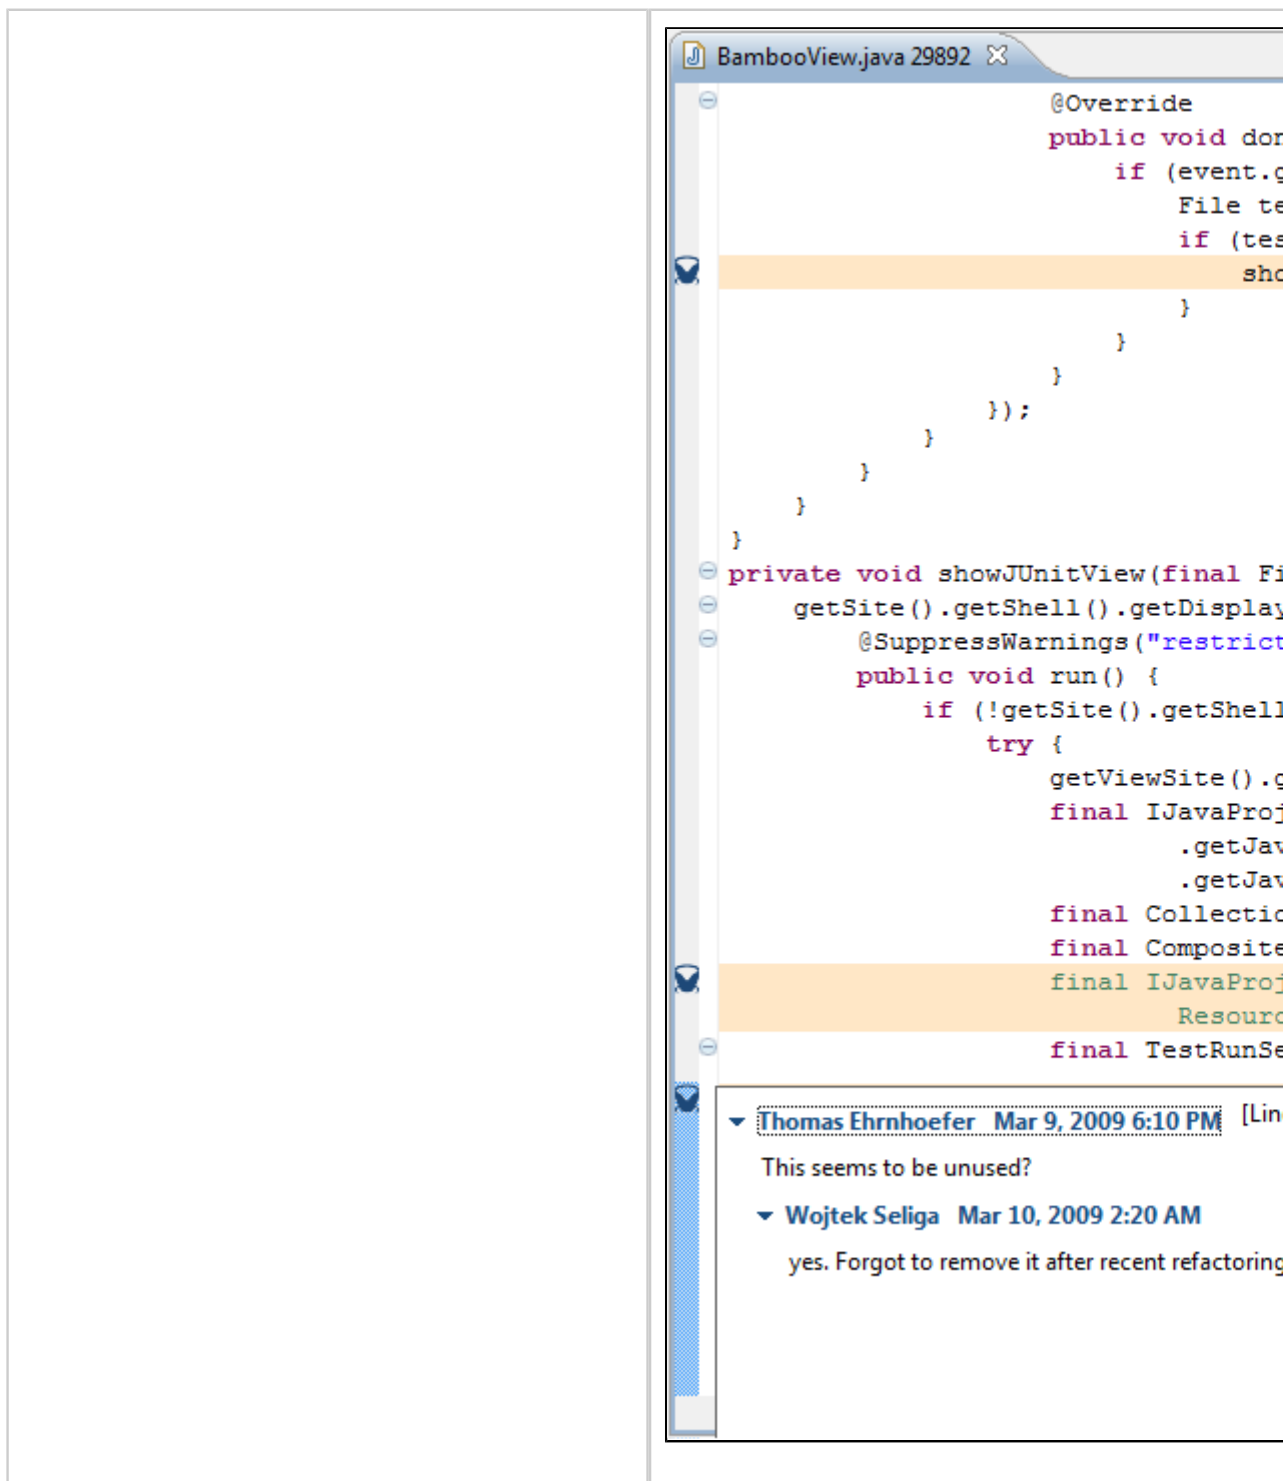 BambooView.java 29892
@Override
public void don
if (event.g
File te
if (tes
sho
}
}
}
});
}
}
}
}
private void showJUnitView(final Fi
getSite().getShell().getDisplay
@SuppressWarnings("restrict
public void run() {
if (!getSite().getShell
try {
getViewSite().g
final IJavaProj
.getJav
.getJav
final Collectio
final Composite
final IJavaProj
Resourc
final TestRunSe
Thomas Ehrnhoefer Mar 9, 2009 6:10 PM [Lin
This seems to be unused?
Wojtek Seliga Mar 10, 2009 2:20 AM
yes. Forgot to remove it after recent refactoring